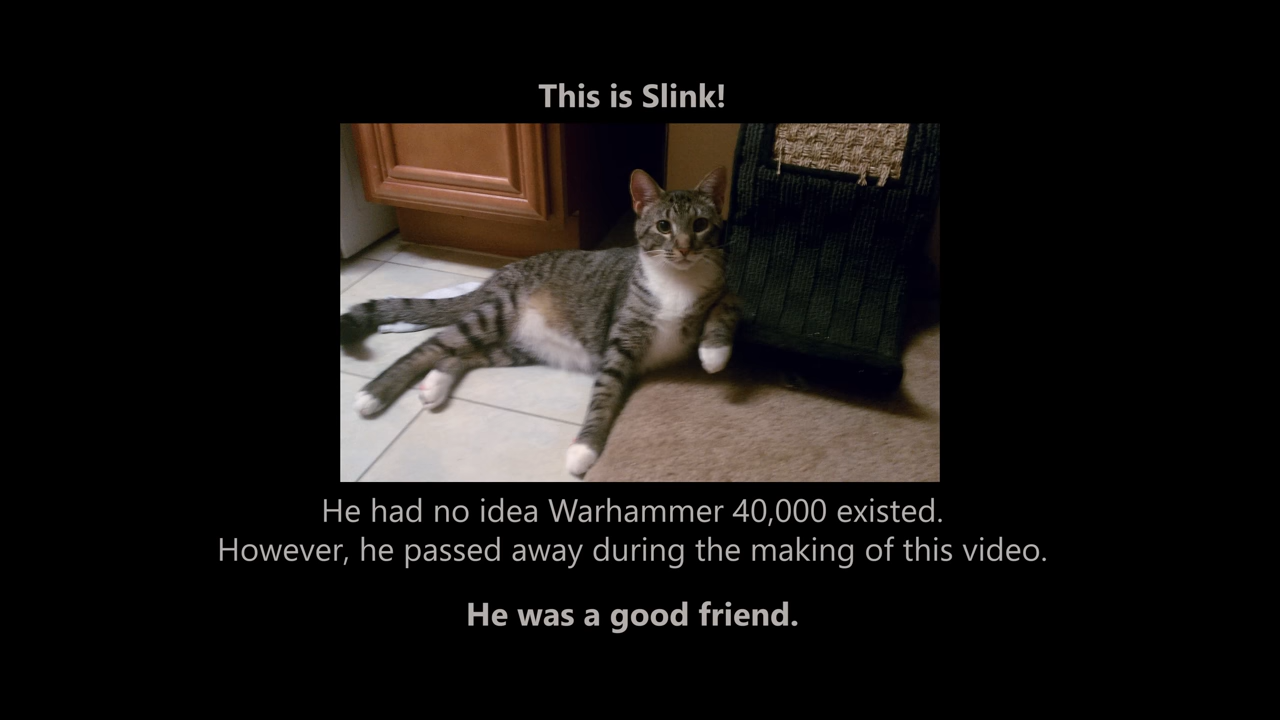 This is Slink!
He had no idea Warhammer 40,000 existed.
However, he passed away during the making of this video.
He was a good friend.